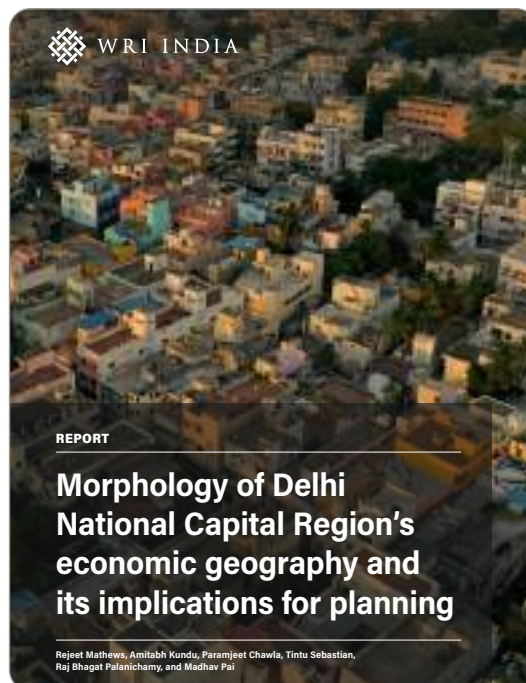 WRI INDIA
REPORT
Morphology of Delhi
National Capital Region’s
economic geography and
its implications for planning
Rejeet Mathews, Amitabh Kundu, Paramjeet Chawla, Tintu Sebastian,
Raj Bhagat Palanichamy, and Madhav Pai